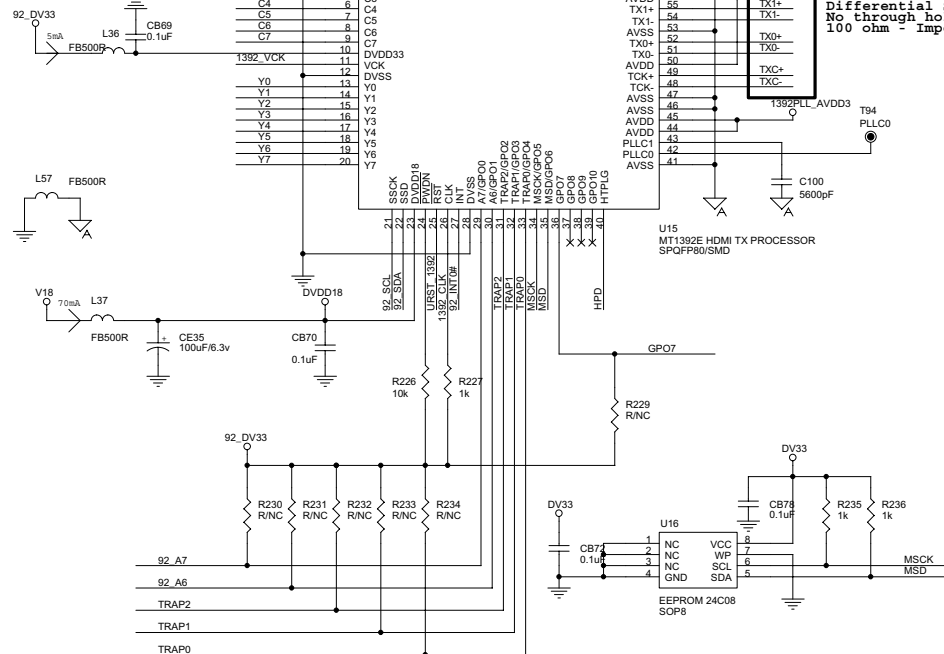 C4
C5
C6
C7
1392_VCK
Y0
Y1
Y2
Y3
Y4
Y5
Y6
Y7
6
7
8
9
10
11
12
13
14
15
16
17
18
19
20
C4
C5
C6
C7
DVDD33
VCK
DVSS
Y0
Y1
Y2
Y3
Y4
Y5
Y6
Y7
92_DV33
5mA
L36
FB500R
CB69
0.1uF
TX1+
TX1-
AVSS
TX0+
TX0-
AVDD
TCK+
TCK-
AVSS
AVSS
AVDD
AVDD
PLLC1
PLLC0
AVSS
55
54
53
52
51
50
49
48
47
46
45
44
43
42
41
TX1+
TX1-
TX0+
TX0-
TXC+
TXC-
Differential
No through ho
100 ohm - Imp
1392PLL_AVDD3
T94
PLLC0
C100
5600pF
A
A
U15
MT1392E HDMI TX PROCESSOR
SPQFP80/SMD
L57
FB500R
A
SSCK
SSD
DVDD18
PWDN
RST
CLK
INT
DVSS
A7/GPO0
A6/GPO1
TRAP2/GPO2
TRAP1/GPO3
TRAP0/GPO4
MSCK/GPO5
MSD/GPO6
GPO7
GPO8
GPO9
GPO10
HTPLG
21
22
23
24
25
26
27
28
29
30
31
32
33
34
35
36
37
38
39
40
92_SCL
92_SDA
URST_1392
1392_CLK
92_INT0#
TRAP2
TRAP1
TRAP0
MSCK
MSD
HPD
V18
70mA
L37
FB500R
CE35
100uF/6.3v
DVDD18
CB70
0.1uF
GPO7
R226
10k
R227
1k
R229
R/NC
92_DV33
R230
R/NC
R231
R/NC
R232
R/NC
R233
R/NC
R234
R/NC
92_A7
92_A6
TRAP2
TRAP1
TRAP0
DV33
CB72
0.1uF
U16
1
2
3
4
NC
NC
NC
GND
VCC
WP
SCL
SDA
8
7
6
5
EEPROM 24C08
SOP8
DV33
CB78
0.1uF
R235
1k
R236
1k
MSCK
MSD